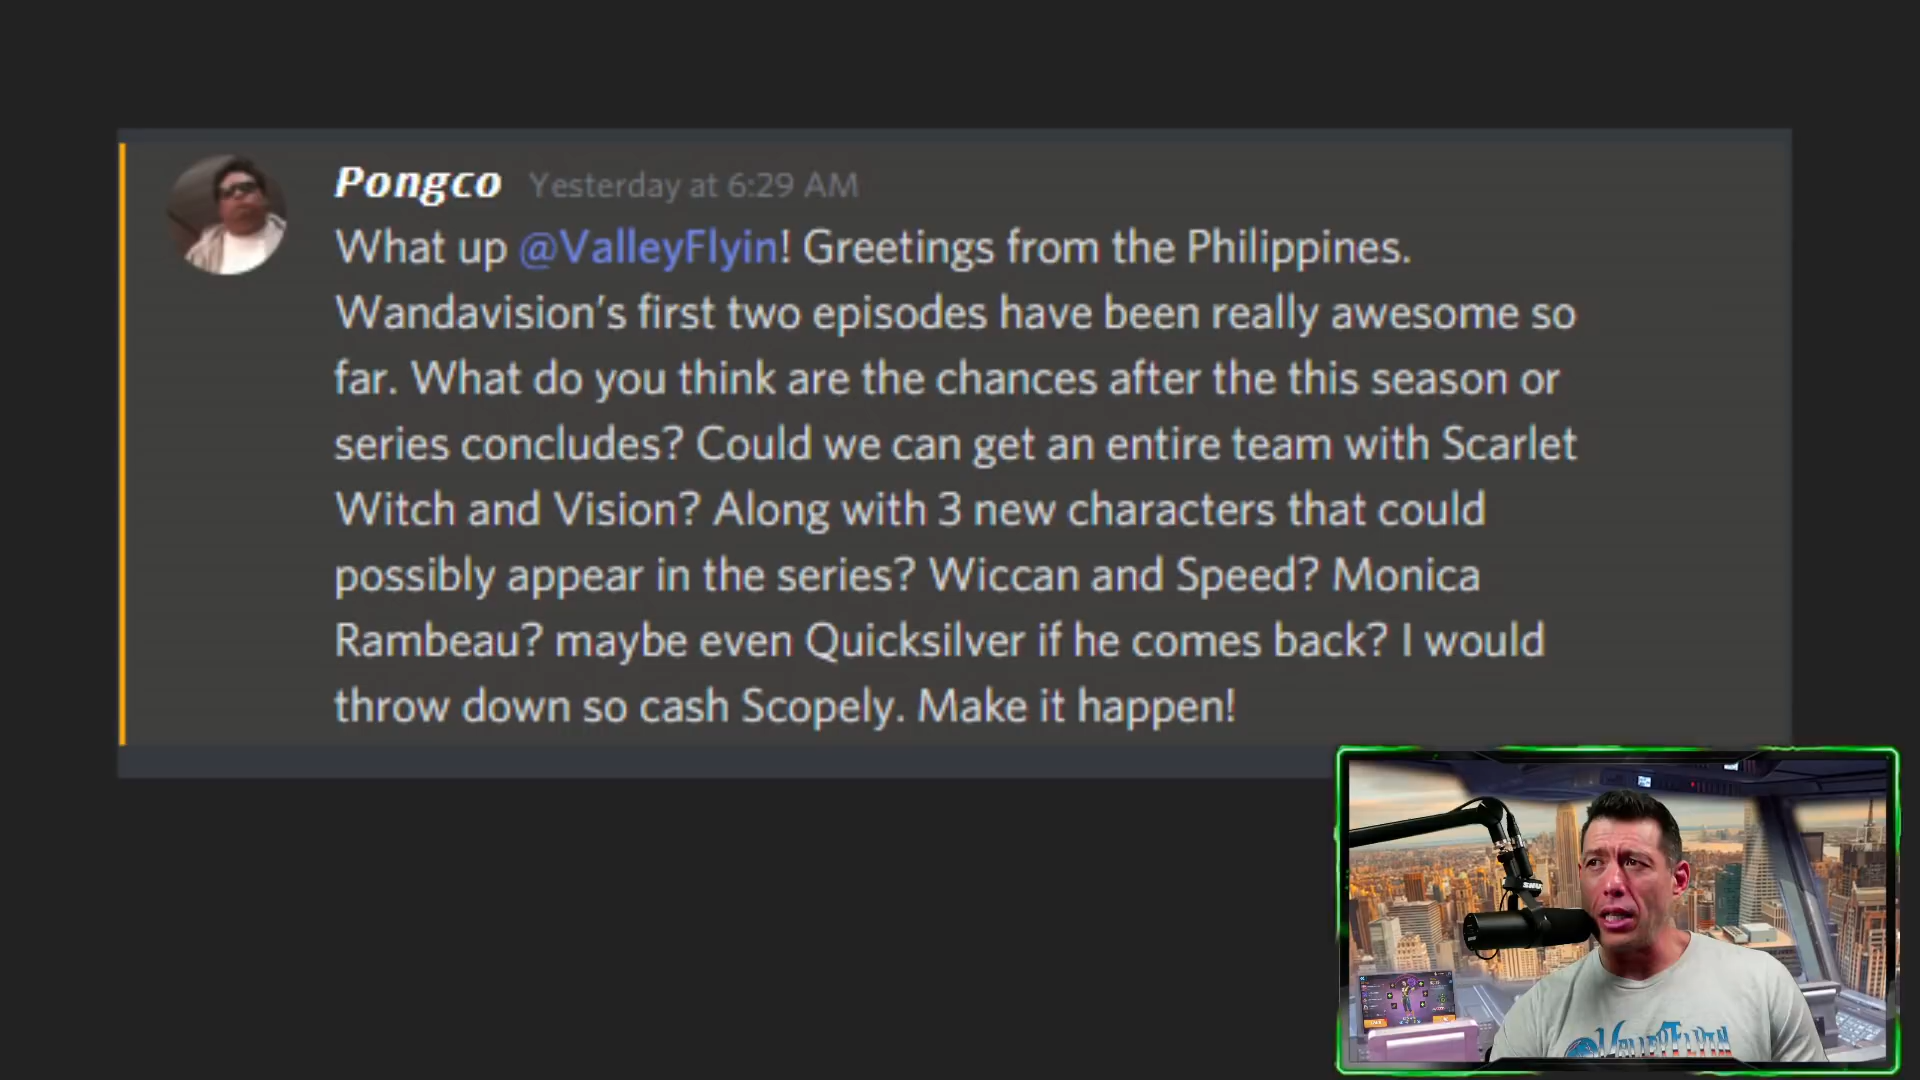 Pongco Yesterday at 6:29 AM
What up @ValleyFlyin! Greetings from the Philippines.
Wandavision's first two episodes have been really awesome so
far. What do you think are the chances after the this season or
series concludes? Could we can get an entire team with Scarlet
Witch and Vision? Along with 3 new characters that could
possibly appear in the series? Wiccan and Speed? Monica
Rambeau? maybe even Quicksilver if he comes back? I would
throw down so cash Scopely. Make it happen!
VALLEYFLYIN